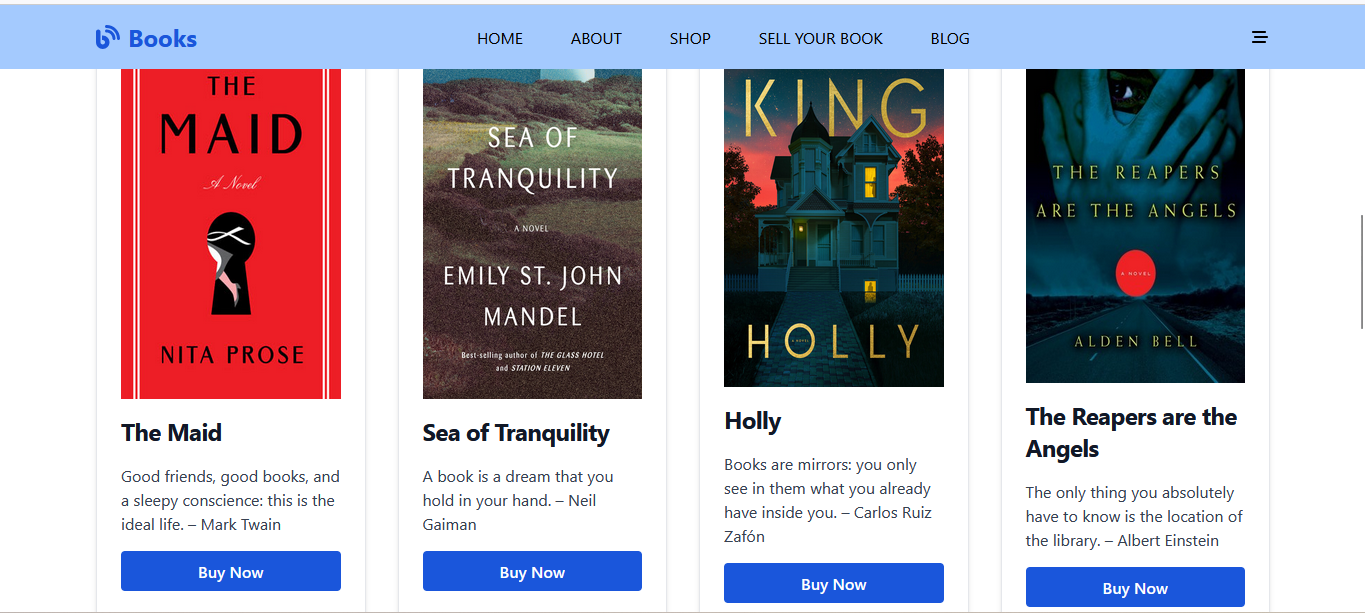 Books
HOME
ABOUT
SHOP
SELL YOUR BOOK
BLOG
THE
MAID
A Novel
NITA PROSE
SEA OF
TRANQUILITY
A NOVEL
EMILY ST. JOHN
MANDEL
Best-selling author of THE GLASS HOTEL
and STATION ELEVEN
KING
HOLLY
A NOVEL
THE REAPERS
ARE THE ANGELS
A NOVEL
ALDEN BELL
The Maid
Good friends, good books, and
a sleepy conscience: this is the
ideal life. – Mark Twain
Buy Now
Sea of Tranquility
A book is a dream that you
hold in your hand. – Neil
Gaiman
Buy Now
Holly
Books are mirrors: you only
see in them what you already
have inside you. – Carlos Ruiz
Zafón
Buy Now
The Reapers are the
Angels
The only thing you absolutely
have to know is the location of
the library. – Albert Einstein
Buy Now